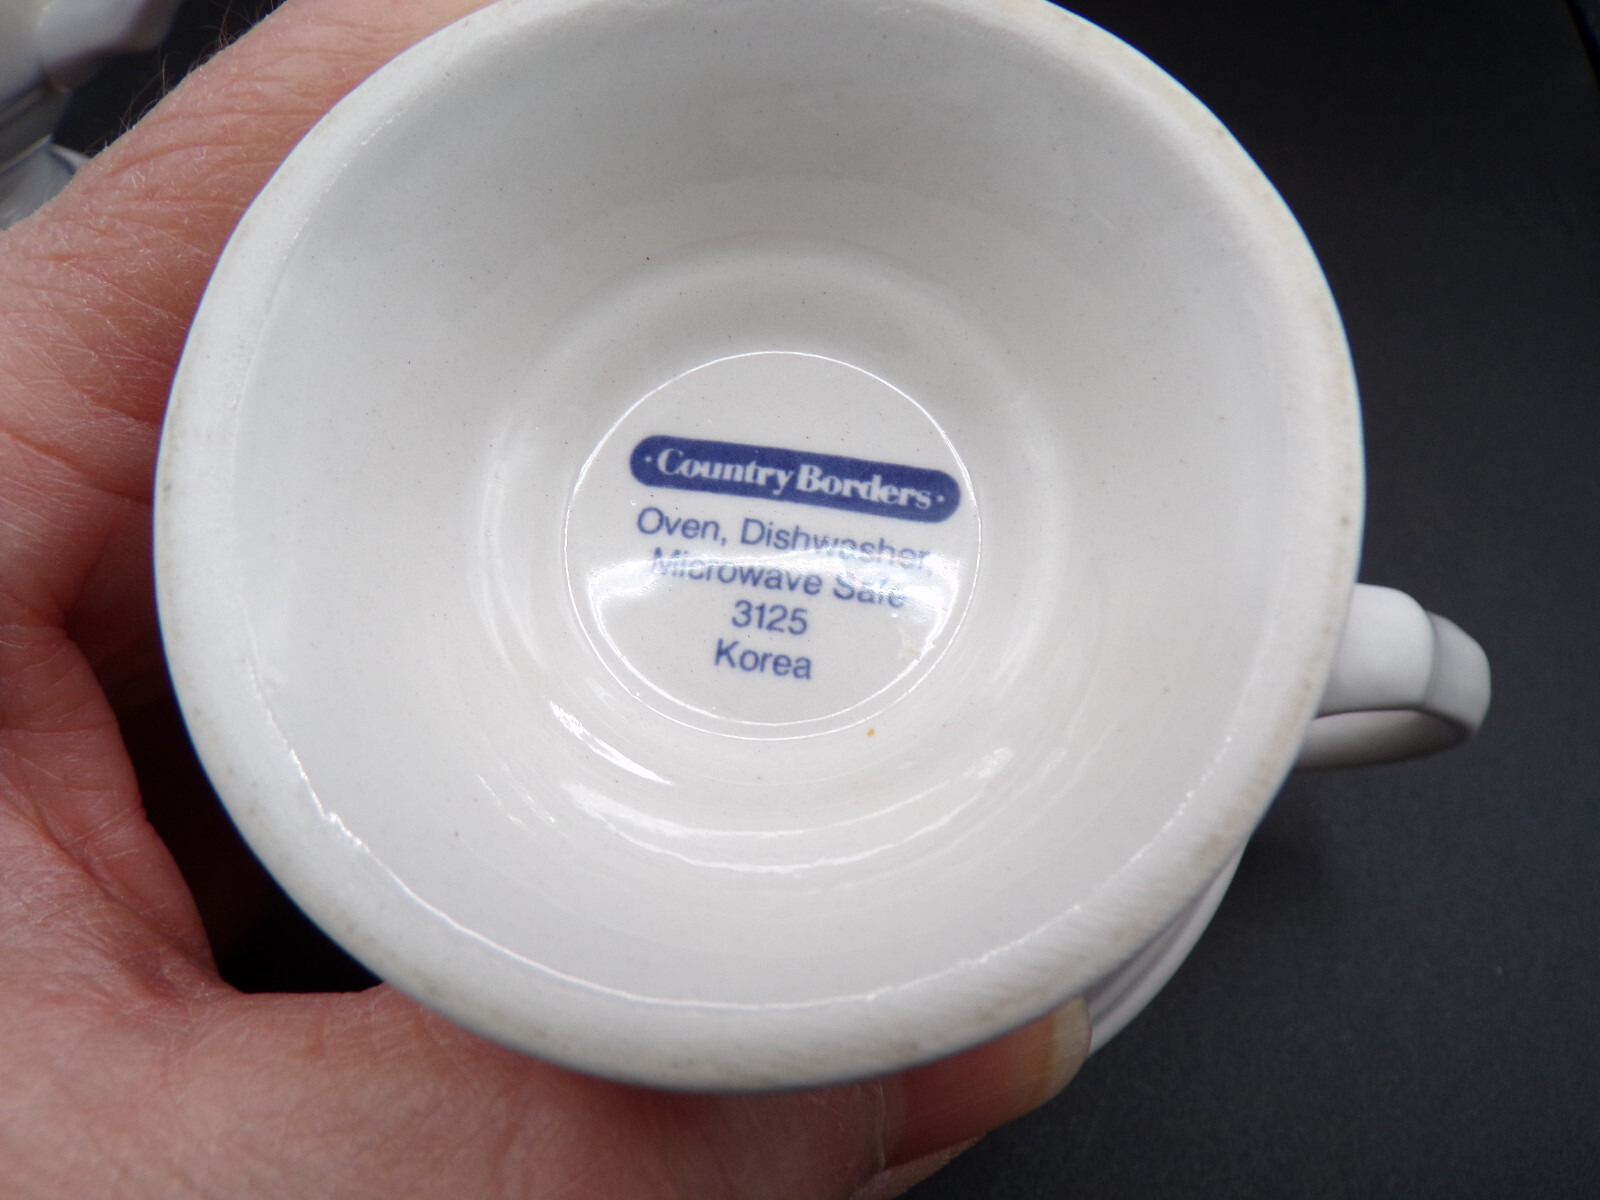 ·Country Borders·
Oven, Dishwasher,
Microwave Safe
3125
Korea